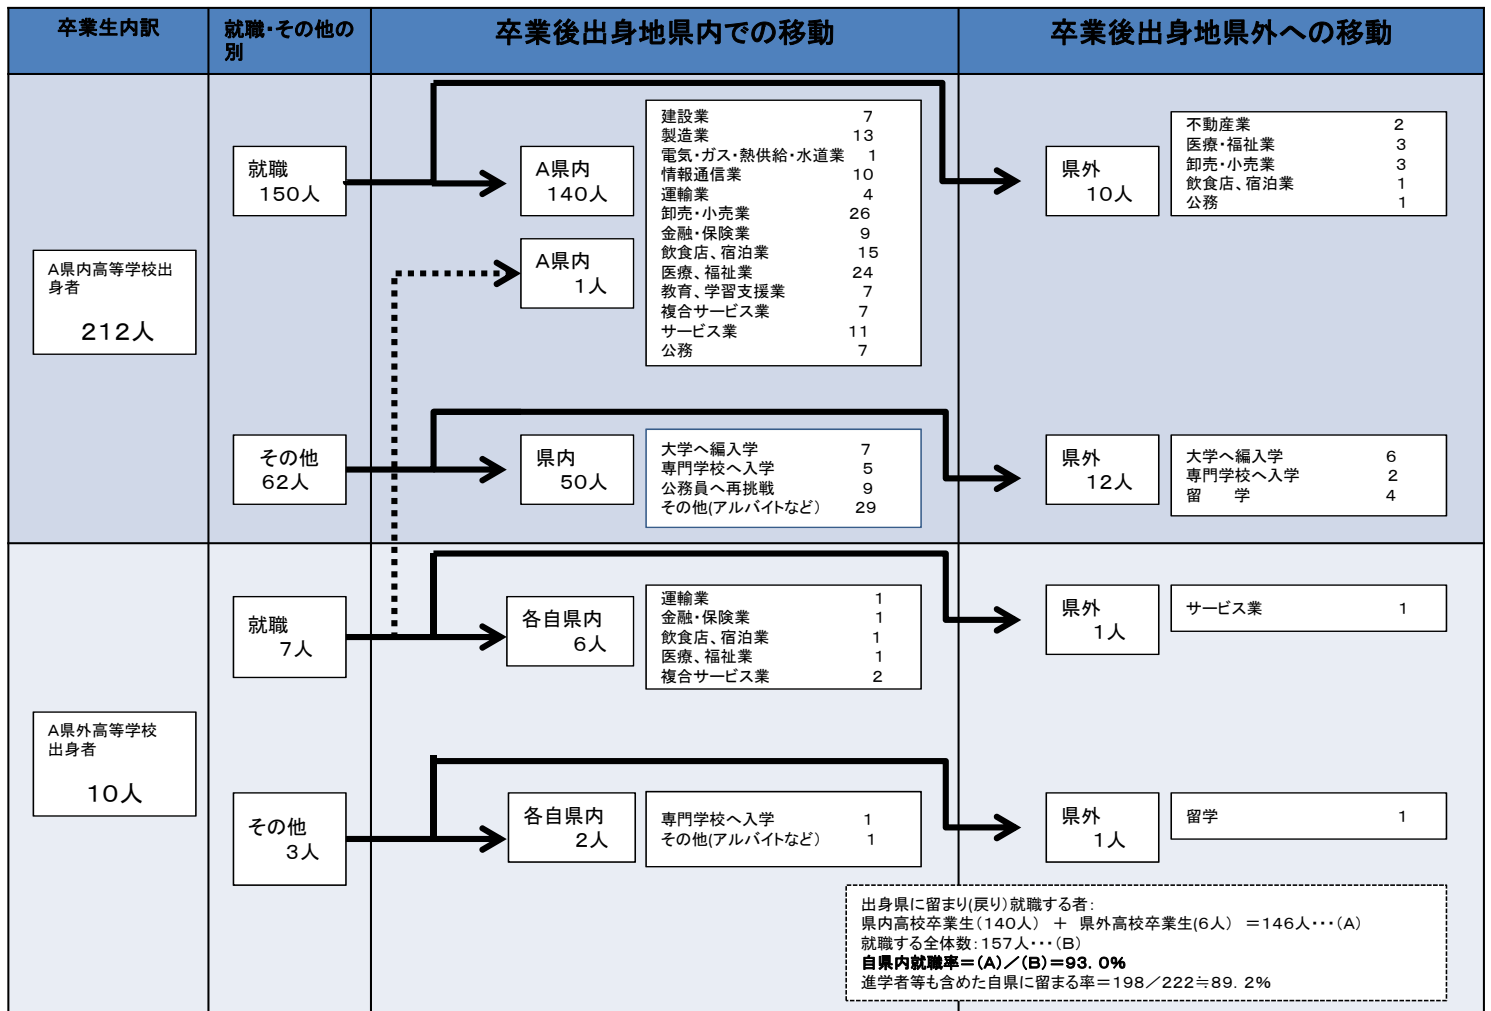 卒業生内訳
就職・その他の
別
卒業後出身地県内での移動
卒業後出身地県外への移動
A県内高等学校出
身者
212人
就職
150人
A県内
140人
A県内
1人
建設業 7
製造業 13
電気・ガス・熱供給・水道業 1
情報通信業 10
運輸業 4
卸売・小売業 26
金融・保険業 9
飲食店、宿泊業 15
医療、福祉業 24
教育、学習支援業 7
複合サービス業 7
サービス業 11
公務 7
県外
10人
不動産業 2
医療・福祉業 3
卸売・小売業 3
飲食店、宿泊業 1
公務 1
その他
62人
県内
50人
大学へ編入学 7
専門学校へ入学 5
公務員へ再挑戦 9
その他(アルバイトなど) 29
県外
12人
大学へ編入学 6
専門学校へ入学 2
留　学 4
A県外高等学校
出身者
10人
就職
7人
各自県内
6人
運輸業 1
金融・保険業 1
飲食店、宿泊業 1
医療、福祉業 1
複合サービス業 2
県外
1人
サービス業 1
その他
3人
各自県内
2人
専門学校へ入学 1
その他(アルバイトなど) 1
県外
1人
留学 1
出身県に留まり(戻り)就職する者：
県内高校卒業生（140人） ＋ 県外高校卒業生(6人) ＝146人・・・（A）
就職する全体数：157人・・・（B）
自県内就職率＝（A）／（B）＝93．0％
進学者等も含めた自県に留まる率＝198／222≒89．2％